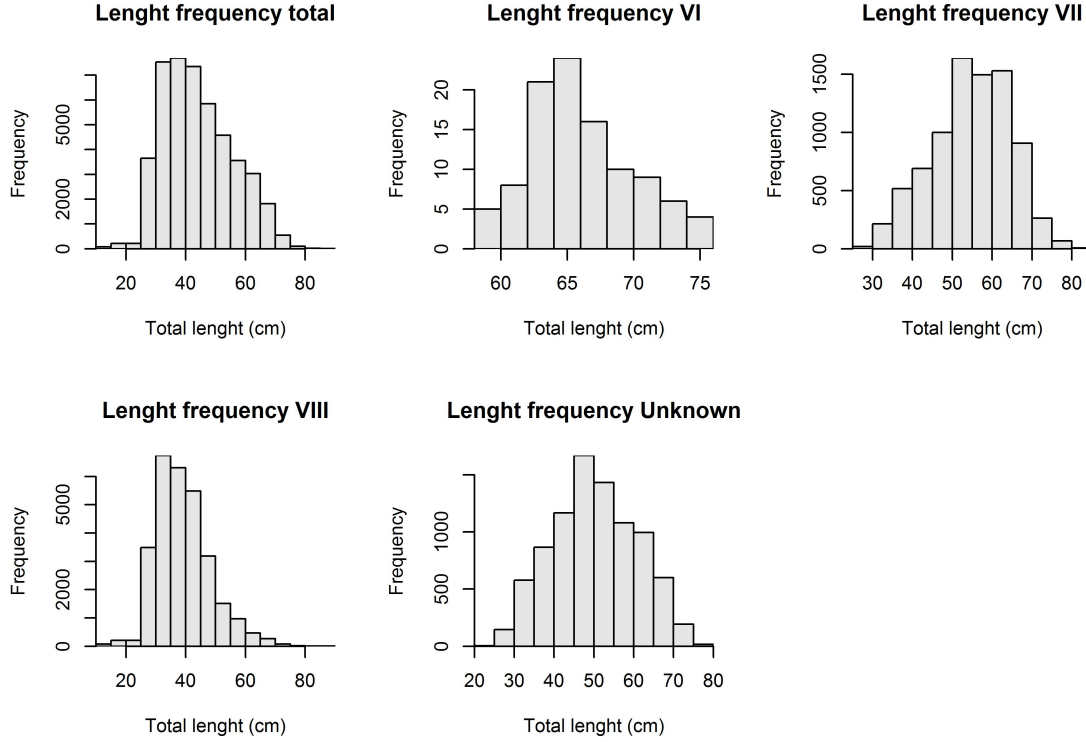 Lenght frequency total
Frequency
0 2000 5000
20 40 60 80
Total lenght (cm)
Lenght frequency VI
Frequency
0 5 10 15 20
60 65 70 75
Total lenght (cm)
Lenght frequency VII
Frequency
0 500 1000 1500
30 40 50 60 70 80
Total lenght (cm)
Lenght frequency VIII
Frequency
0 2000 5000
20 40 60 80
Total lenght (cm)
Lenght frequency Unknown
Frequency
0 500 1000
20 30 40 50 60 70 80
Total lenght (cm)